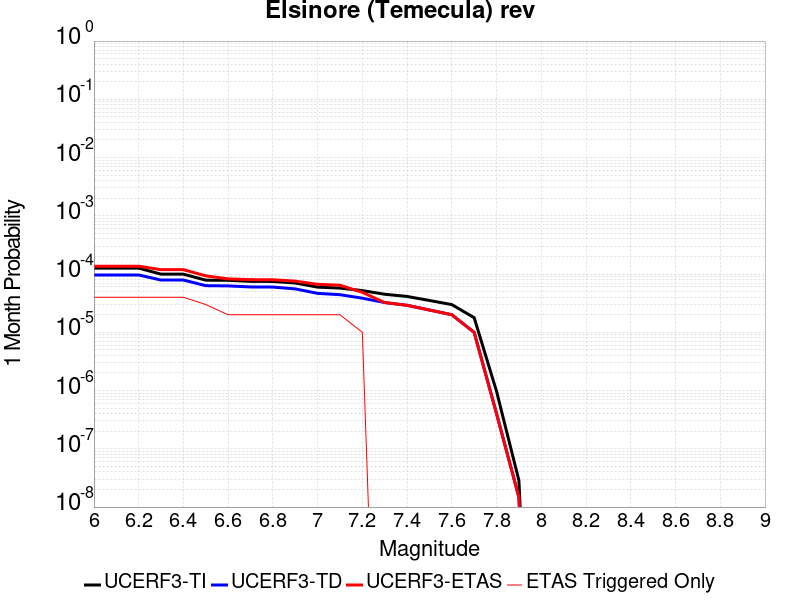 Elsinore (Temecula) rev
10^0
10^-1
10^-2
10^-3
10^-4
10^-5
10^-6
10^-7
10^-8
1 Month Probability
6 6.2 6.4 6.6 6.8 7 7.2 7.4 7.6 7.8 8 8.2 8.4 8.6 8.8 9
Magnitude
UCERF3-TI UCERF3-TD UCERF3-ETAS ETAS Triggered Only